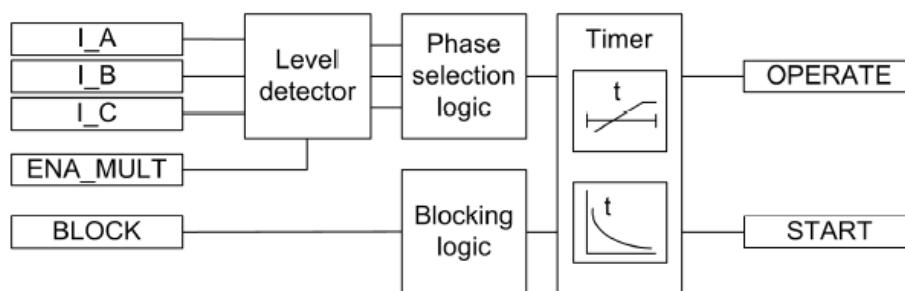 I_A
I_B
I_C
ENA_MULT
BLOCK
Level
detector
Phase
selection
logic
Blocking
logic
Timer
t
t
OPERATE
START